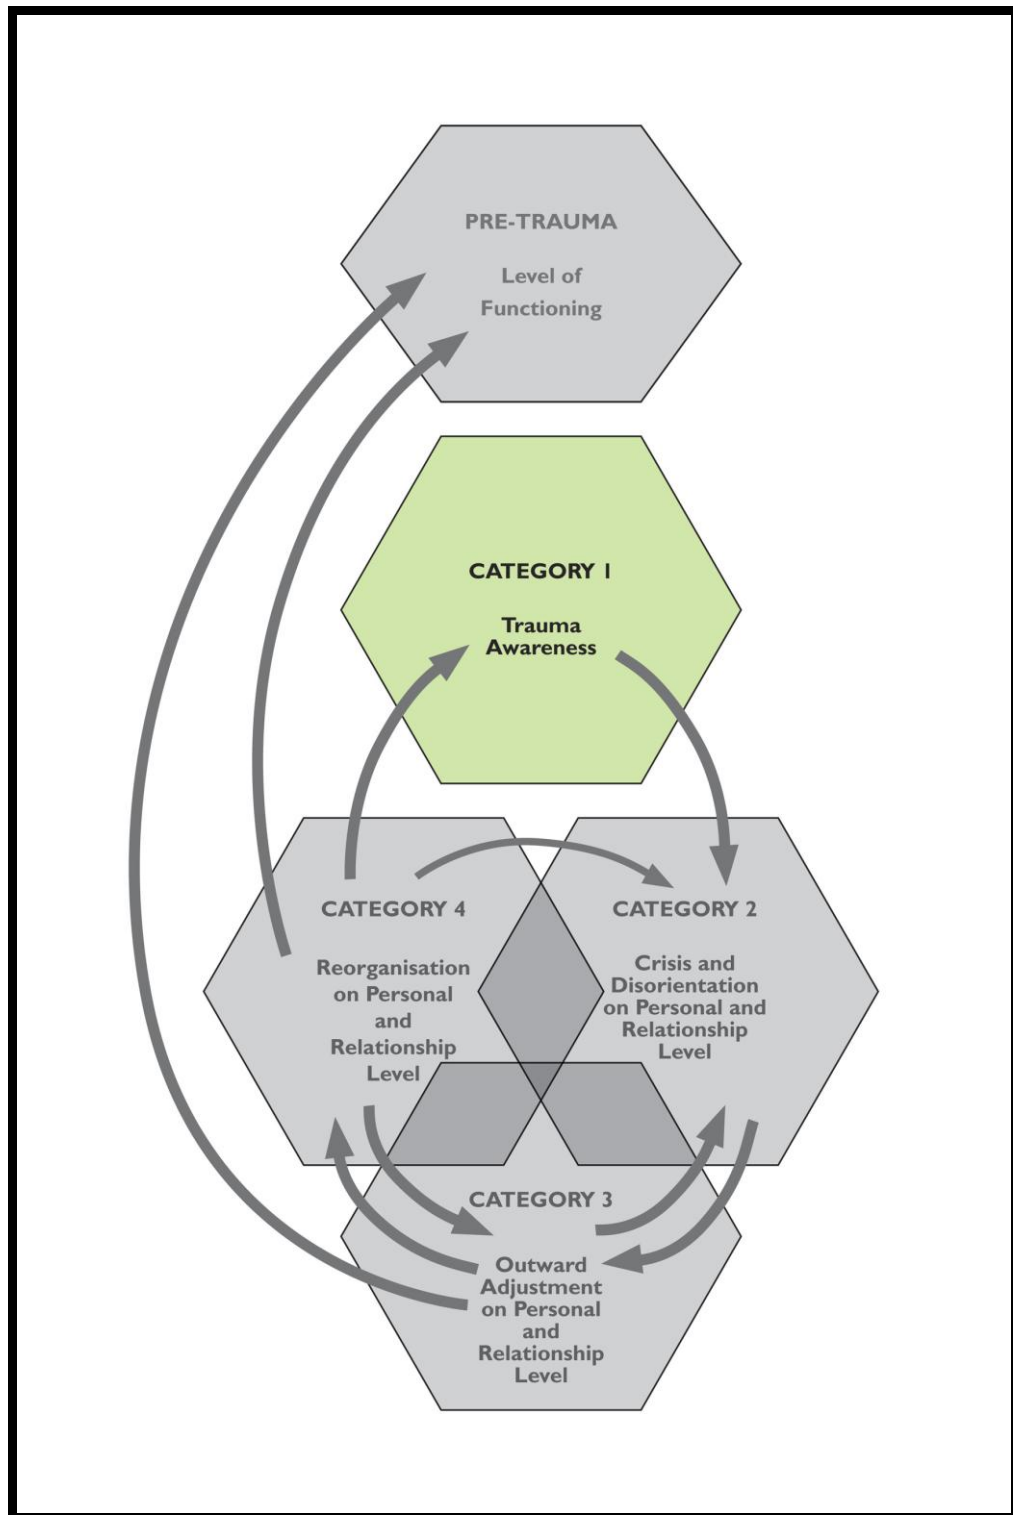 PRE-TRAUMA
Level of
Functioning
CATEGORY 1
Trauma
Awareness
CATEGORY 4
Reorganisation
on Personal
and
Relationship
Level
CATEGORY 2
Crisis and
Disorientation
on Personal and
Relationship
Level
CATEGORY 3
Outward
Adjustment
on Personal
and
Relationship
Level